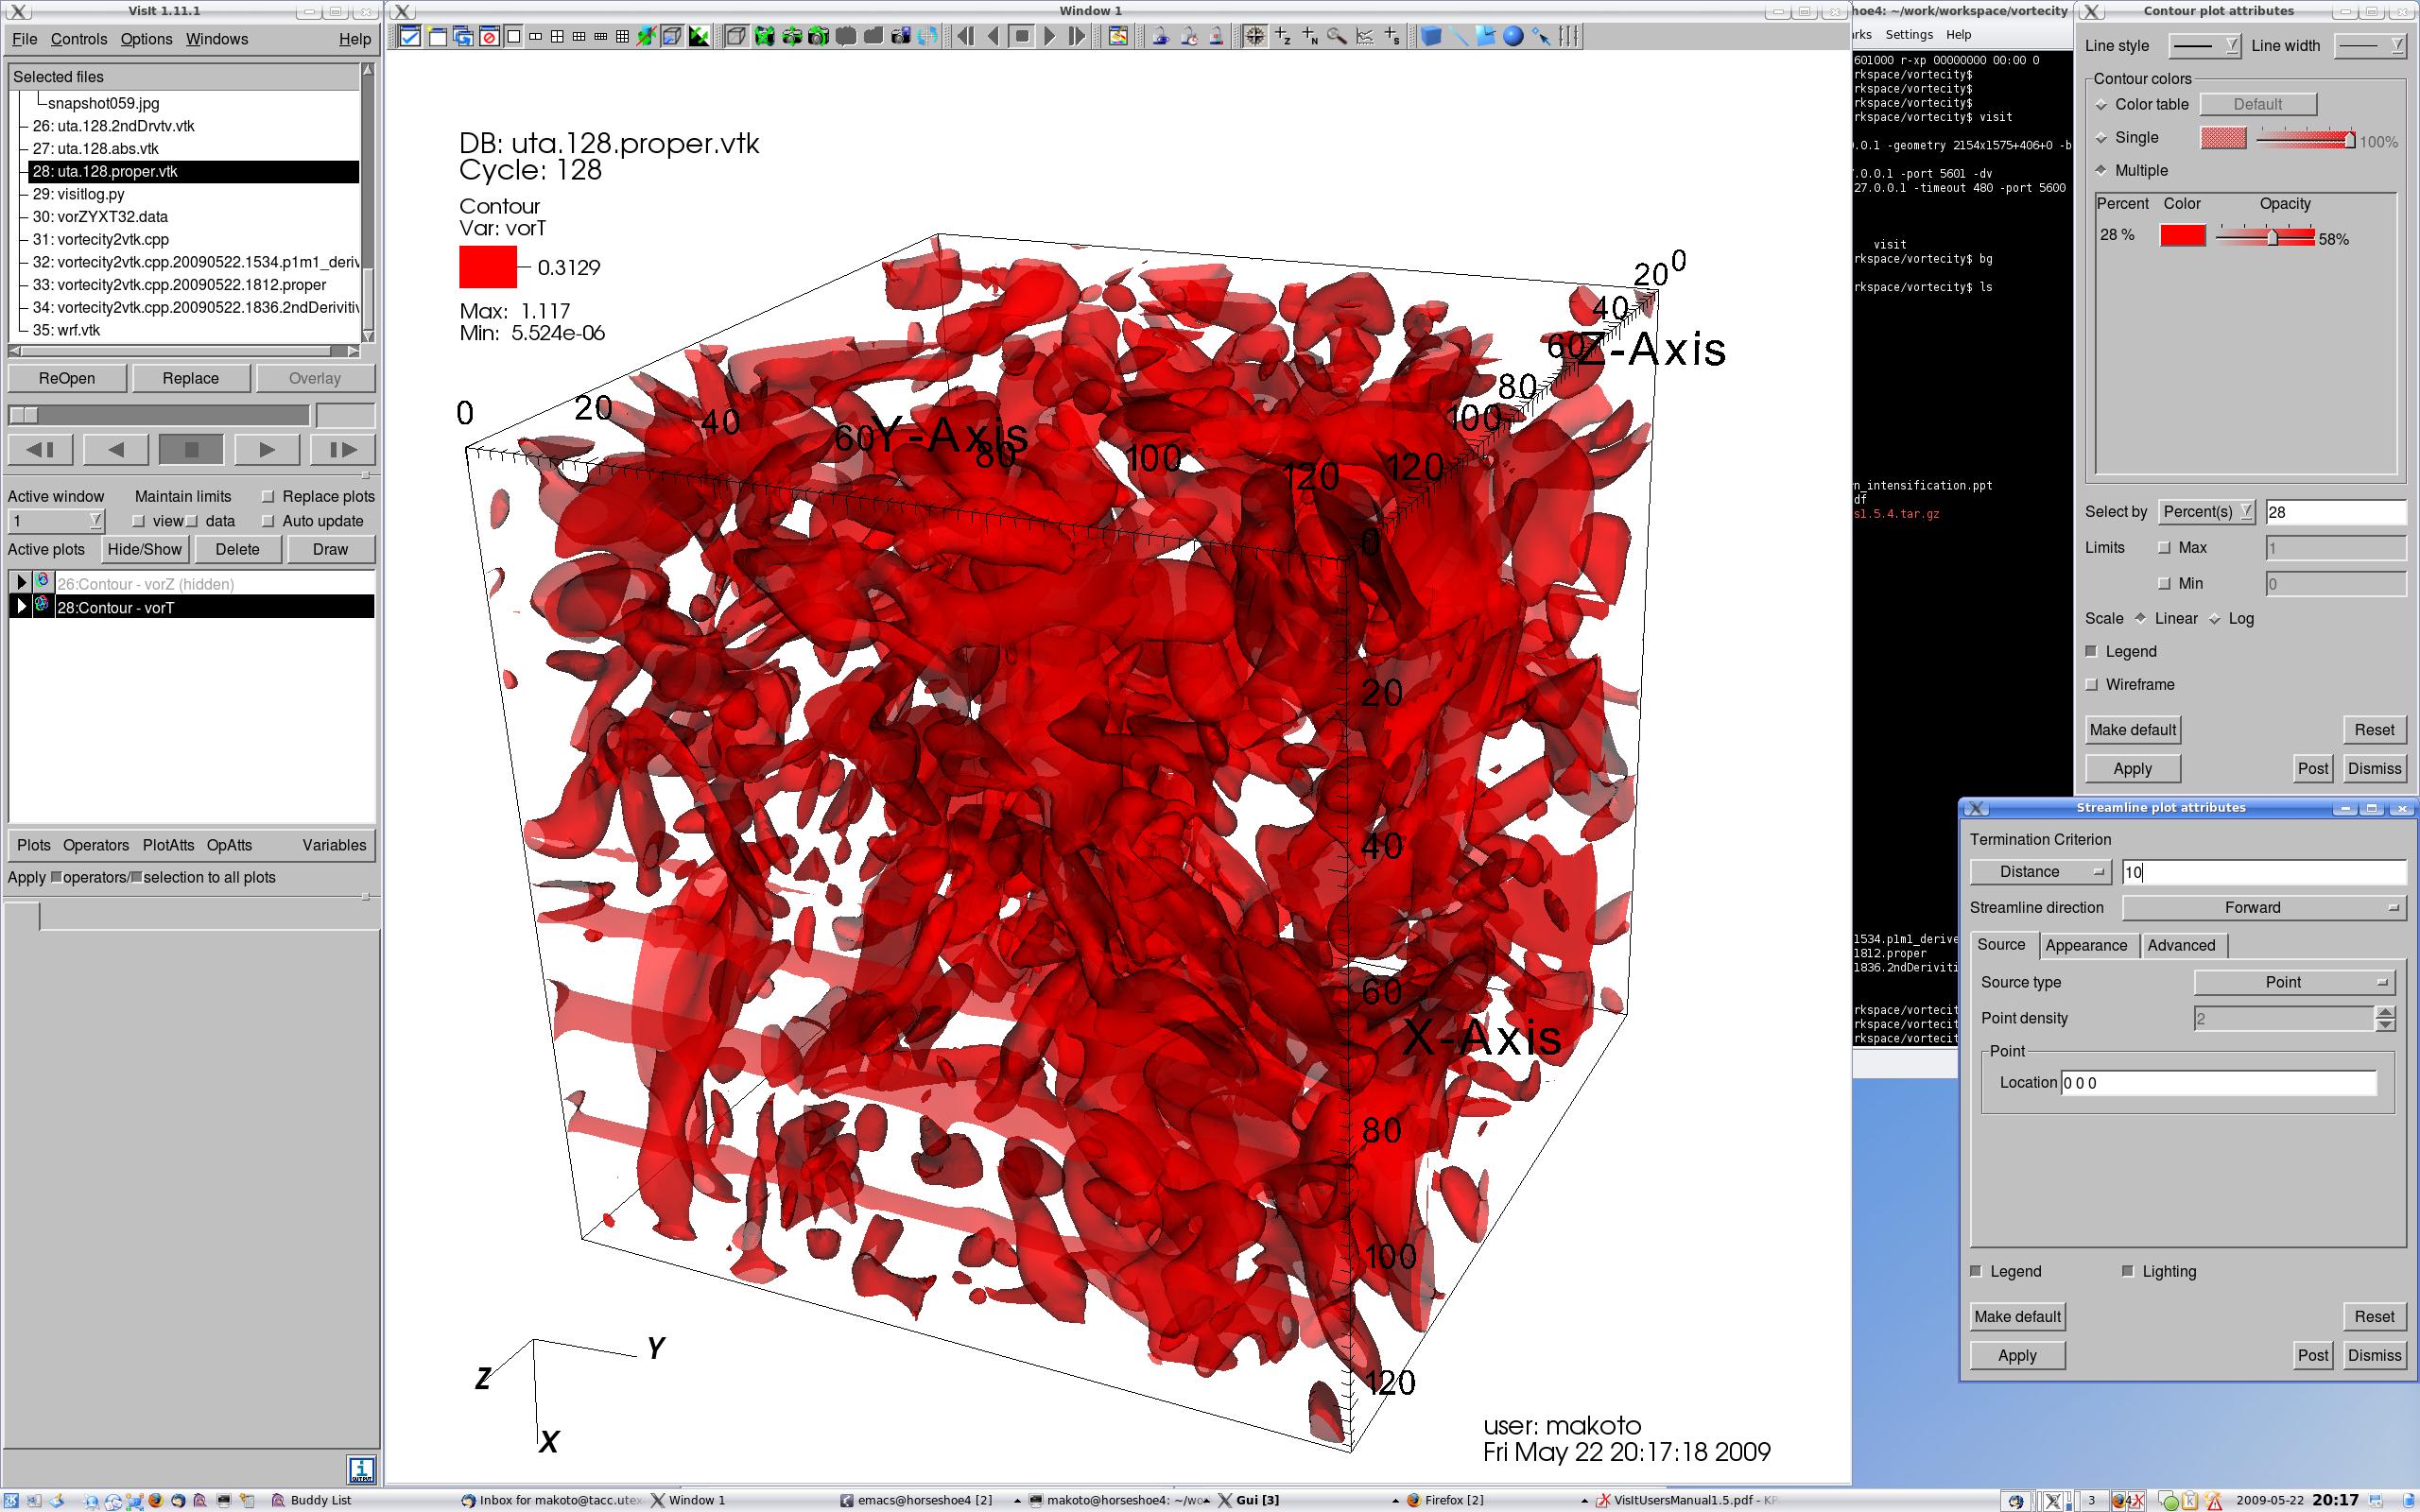 VisIt 1.11.1
File Controls Options Windows Help
Selected files
snapshot059.jpg
26: uta.128.2ndDrvtv.vtk
27: uta.128.abs.vtk
28: uta.128.proper.vtk
29: visitlog.py
30: vorZYXT32.data
31: vortecity2vtk.cpp
32: vortecity2vtk.cpp.20090522.1534.p1m1_deriv
33: vortecity2vtk.cpp.20090522.1812.proper
34: vortecity2vtk.cpp.20090522.1836.2ndDerivitiv
35: wrf.vtk
ReOpen Replace Overlay
Active window Maintain limits Replace plots
1 view data Auto update
Active plots Hide/Show Delete Draw
26:Contour - vorZ (hidden)
28:Contour - vorT
Plots Operators PlotAtts OpAtts Variables
Apply operators/ selection to all plots
Window 1
DB: uta.128.proper.vtk
Cycle: 128
Contour
Var: vorT
0.3129
Max: 1.117
Min: 5.524e-06
0 20 40 60 80 100 120
Y-Axis
0 20 40 60 80 100 120
Z-Axis
0 20 40 60 80 100 120
X-Axis
Y
Z
X
user: makoto
Fri May 22 20:17:18 2009
hoe4: ~/work/workspace/vortecity
rks Settings Help
601000 r-xp 00000000 00:00 0
rkspace/vortecity$
rkspace/vortecity$
rkspace/vortecity$
rkspace/vortecity$ visit
.0.1 -geometry 2154x1575+406+0 -b
.0.0.1 -port 5601 -dv
27.0.0.1 -timeout 480 -port 5600
visit
rkspace/vortecity$ bg
rkspace/vortecity$ ls
n_intensification.ppt
df
s1.5.4.tar.gz
1534.p1m1_derive
1812.proper
1836.2ndDeriviti
rkspace/vortecit
rkspace/vortecit
rkspace/vortecit
Contour plot attributes
Line style Line width
Contour colors
Color table Default
Single 100%
Multiple
Percent Color Opacity
28 % 58%
Select by Percent(s) 28
Limits Max 1
Min 0
Scale Linear Log
Legend
Wireframe
Make default Reset
Apply Post Dismiss
Streamline plot attributes
Termination Criterion
Distance 10
Streamline direction Forward
Source Appearance Advanced
Source type Point
Point density 2
Point
Location 0 0 0
Legend Lighting
Make default Reset
Apply Post Dismiss
Buddy List Inbox for makoto@tacc.utex Window 1 emacs@horseshoe4 [2] makoto@horseshoe4: ~/wo Gui [3] Firefox [2] VisItUsersManual1.5.pdf - KP 3 2009-05-22 20:17